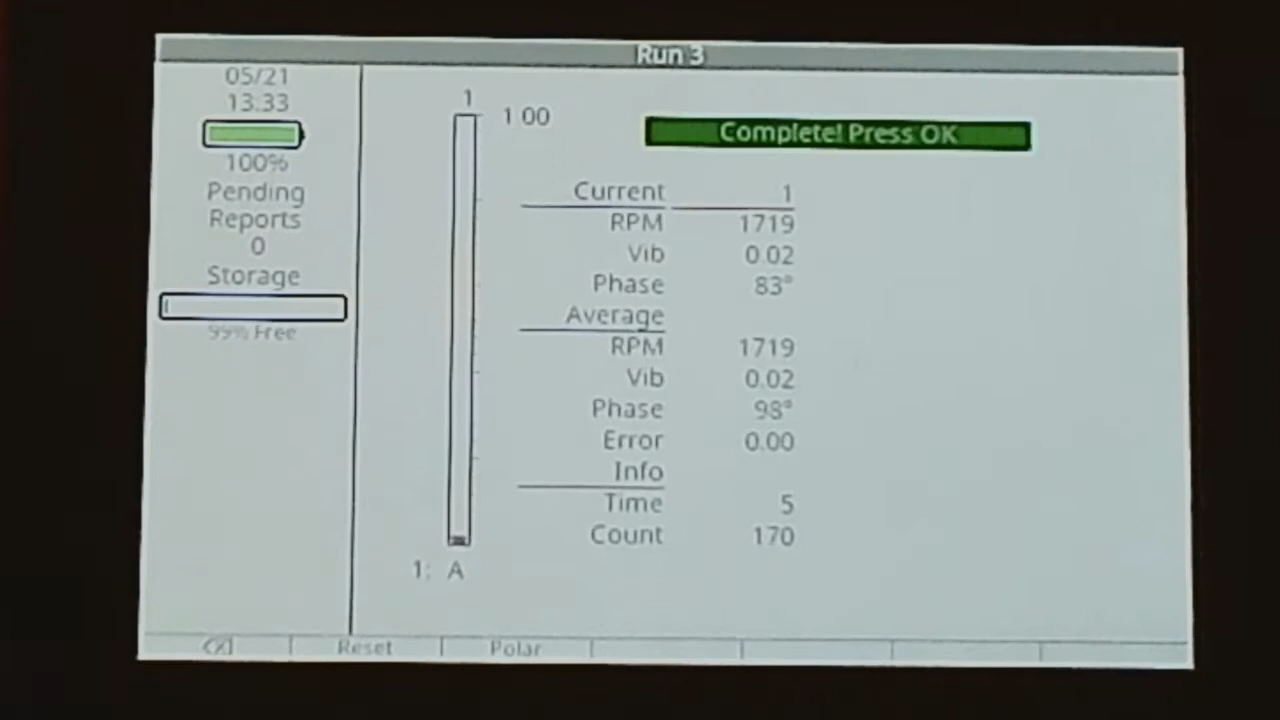 Run 3
05/21
13:33
100%
Pending
Reports
0
Storage
99% Free
1
1.00
Complete! Press OK
Current 1
RPM 1719
Vib 0.02
Phase 83°
Average
RPM 1719
Vib 0.02
Phase 98°
Error 0.00
Info
Time 5
Count 170
1: A
Reset Polar